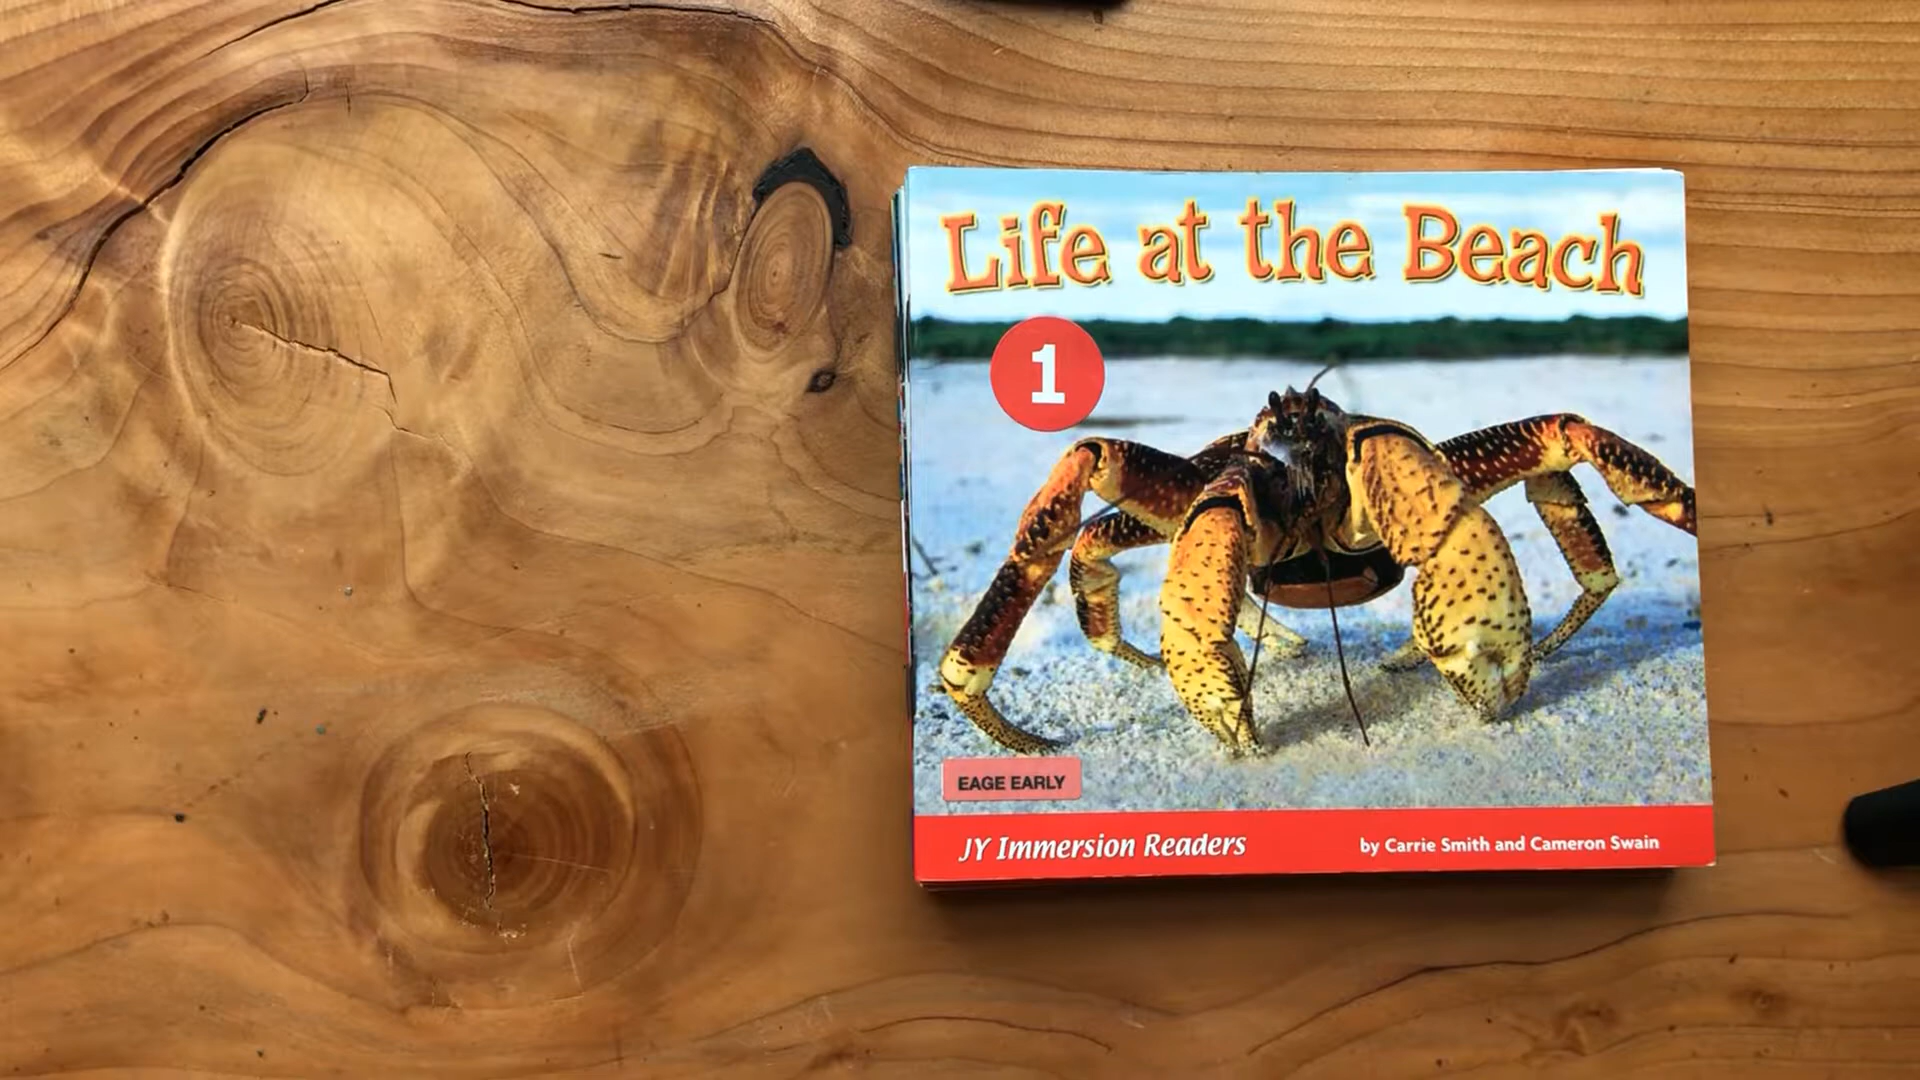 Life at the Beach
1
EAGE EARLY
JY Immersion Readers
by Carrie Smith and Cameron Swain